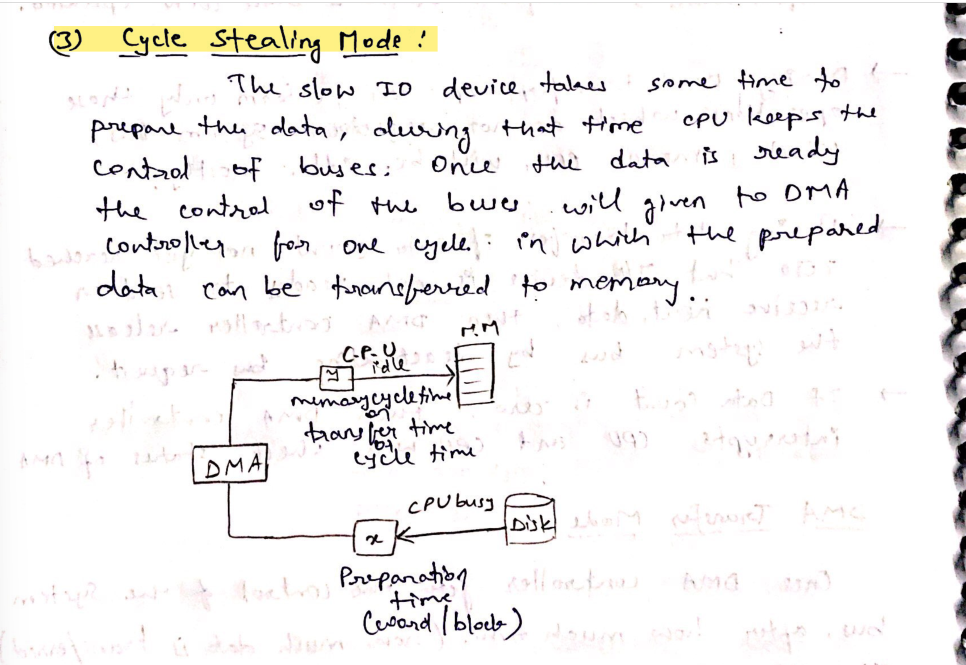 (3) Cycle Stealing Mode :
The slow IO device, takes some time to
prepare the data, during that time CPU keeps the
control of buses. Once the data is ready
the control of the buses will given to DMA
controller for one cycle. in which the prepared
data can be transferred to memory.
M.M
C.P.U
idle
y
memory cycle time
or
transfer time
or
cycle time
DMA
CPU busy
Disk
x
Preparation
time
(word / block)